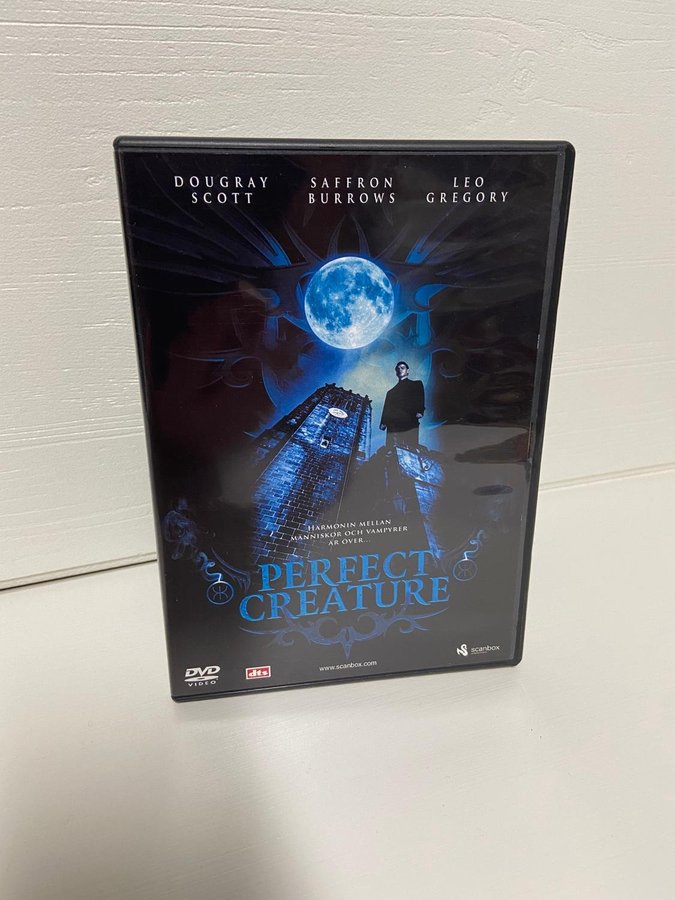 DOUGRAY SCOTT
SAFFRON BURROWS
LEO GREGORY
HARMONIN MELLAN
MÄNNISKOR OCH VAMPYRER
ÄR ÖVER...
PERFECT
CREATURE
DVD
VIDEO
dts
www.scanbox.com
scanbox